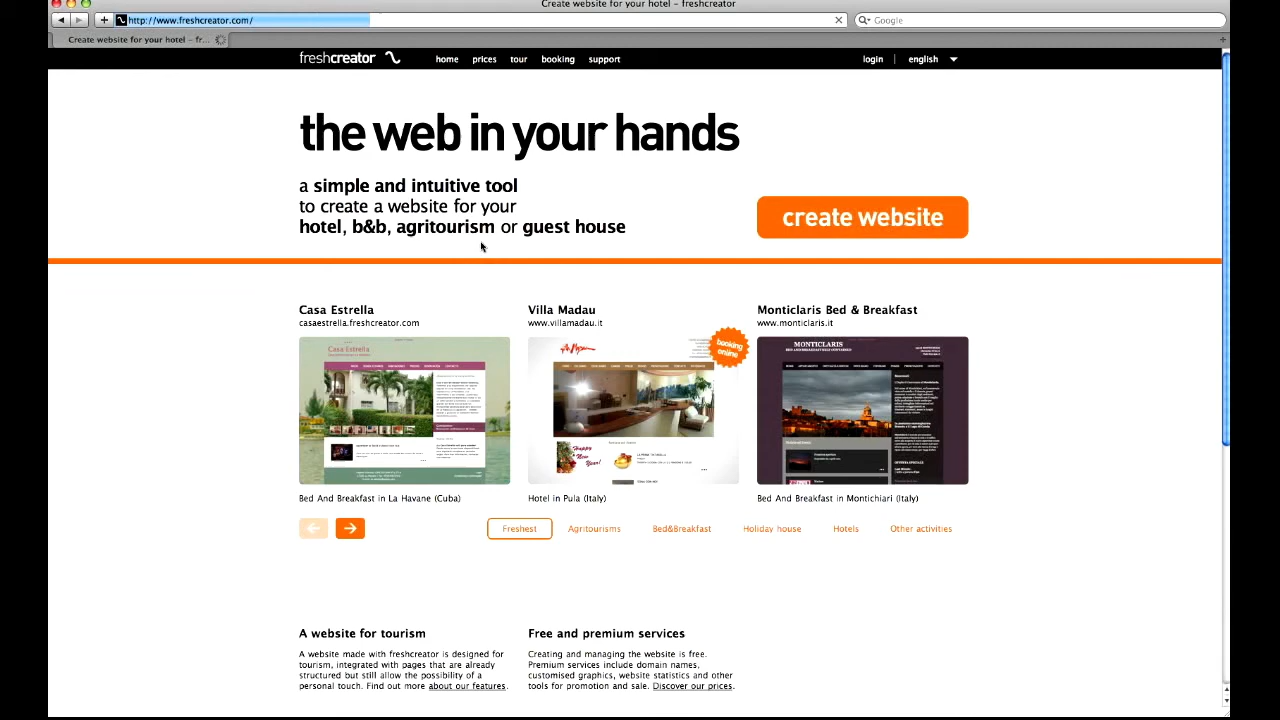 Create website for your hotel - freshcreator
http://www.freshcreator.com/
Google
Create website for your hotel - fr...
freshcreator
home prices tour booking support
login english
the web in your hands
a simple and intuitive tool
to create a website for your
hotel, b&b, agritourism or guest house
create website
Casa Estrella
casaestrella.freshcreator.com
Villa Madau
www.villamadau.it
Monticlaris Bed & Breakfast
www.monticlaris.it
booking
online
Casa Estrella
MONTICLARIS
Happy
New
Year!
Bed And Breakfast in La Havane (Cuba)
Hotel in Pula (Italy)
Bed And Breakfast in Montichiari (Italy)
Freshest Agritourisms Bed&Breakfast Holiday house Hotels Other activities
A website for tourism
A website made with freshcreator is designed for
tourism, integrated with pages that are already
structured but still allow the possibility of a
personal touch. Find out more about our features.
Free and premium services
Creating and managing the website is free.
Premium services include domain names,
customised graphics, website statistics and other
tools for promotion and sale. Discover our prices.